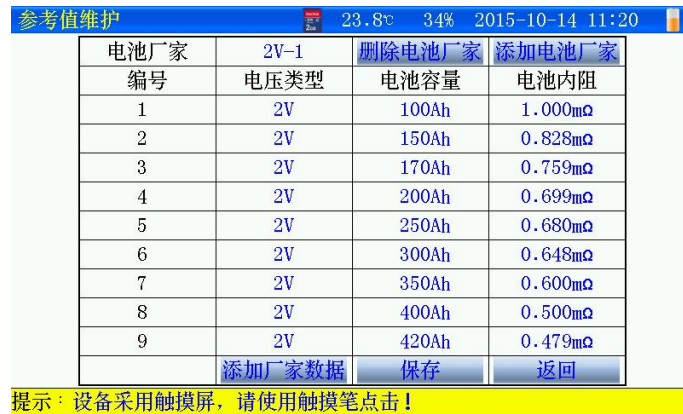 参考值维护 23.8℃ 34% 2015-10-14 11:20
电池厂家 2V-1 删除电池厂家 添加电池厂家
编号 电压类型 电池容量 电池内阻
1 2V 100Ah 1.000mΩ
2 2V 150Ah 0.828mΩ
3 2V 170Ah 0.759mΩ
4 2V 200Ah 0.699mΩ
5 2V 250Ah 0.680mΩ
6 2V 300Ah 0.648mΩ
7 2V 350Ah 0.600mΩ
8 2V 400Ah 0.500mΩ
9 2V 420Ah 0.479mΩ
添加厂家数据 保存 返回
提示：设备采用触摸屏，请使用触摸笔点击！